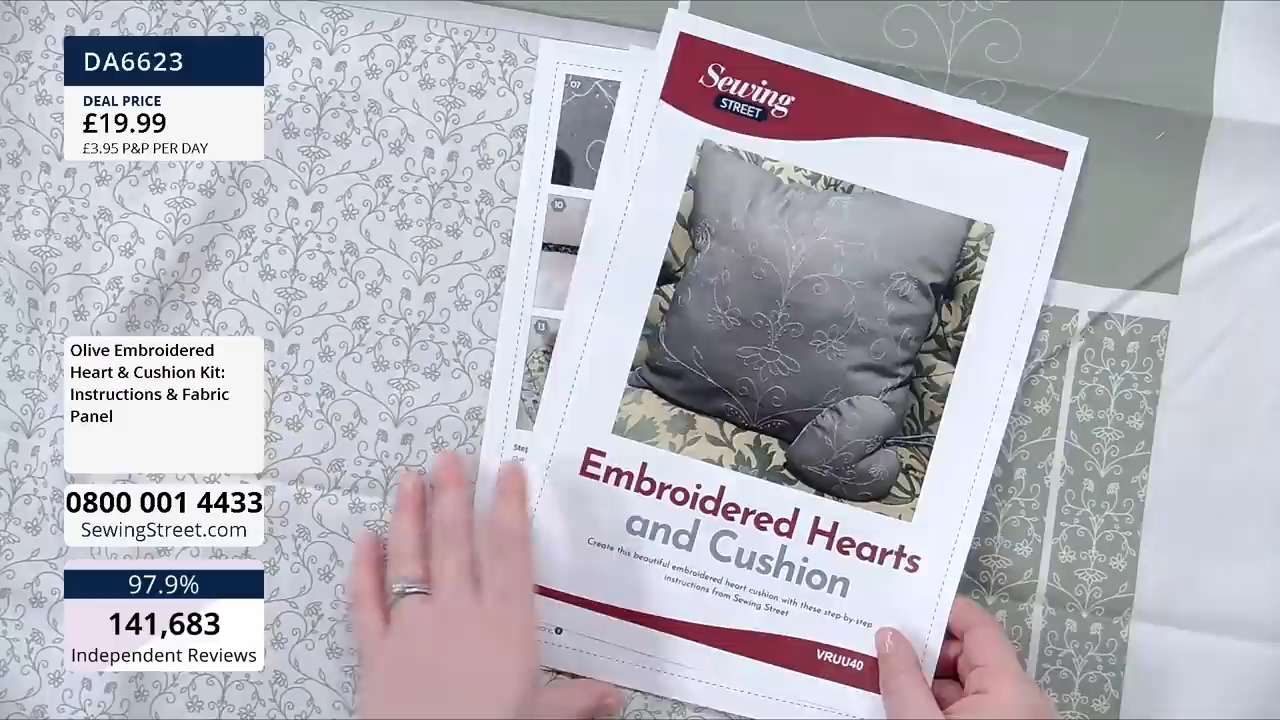 DA6623
DEAL PRICE
£19.99
£3.95 P&P PER DAY
Olive Embroidered
Heart & Cushion Kit:
Instructions & Fabric
Panel
0800 001 4433
SewingStreet.com
97.9%
141,683
Independent Reviews
07
10
13
Sewing
STREET
Embroidered Hearts
and Cushion
Create this beautiful embroidered heart cushion with these step-by-step
instructions from Sewing Street
VRUU40